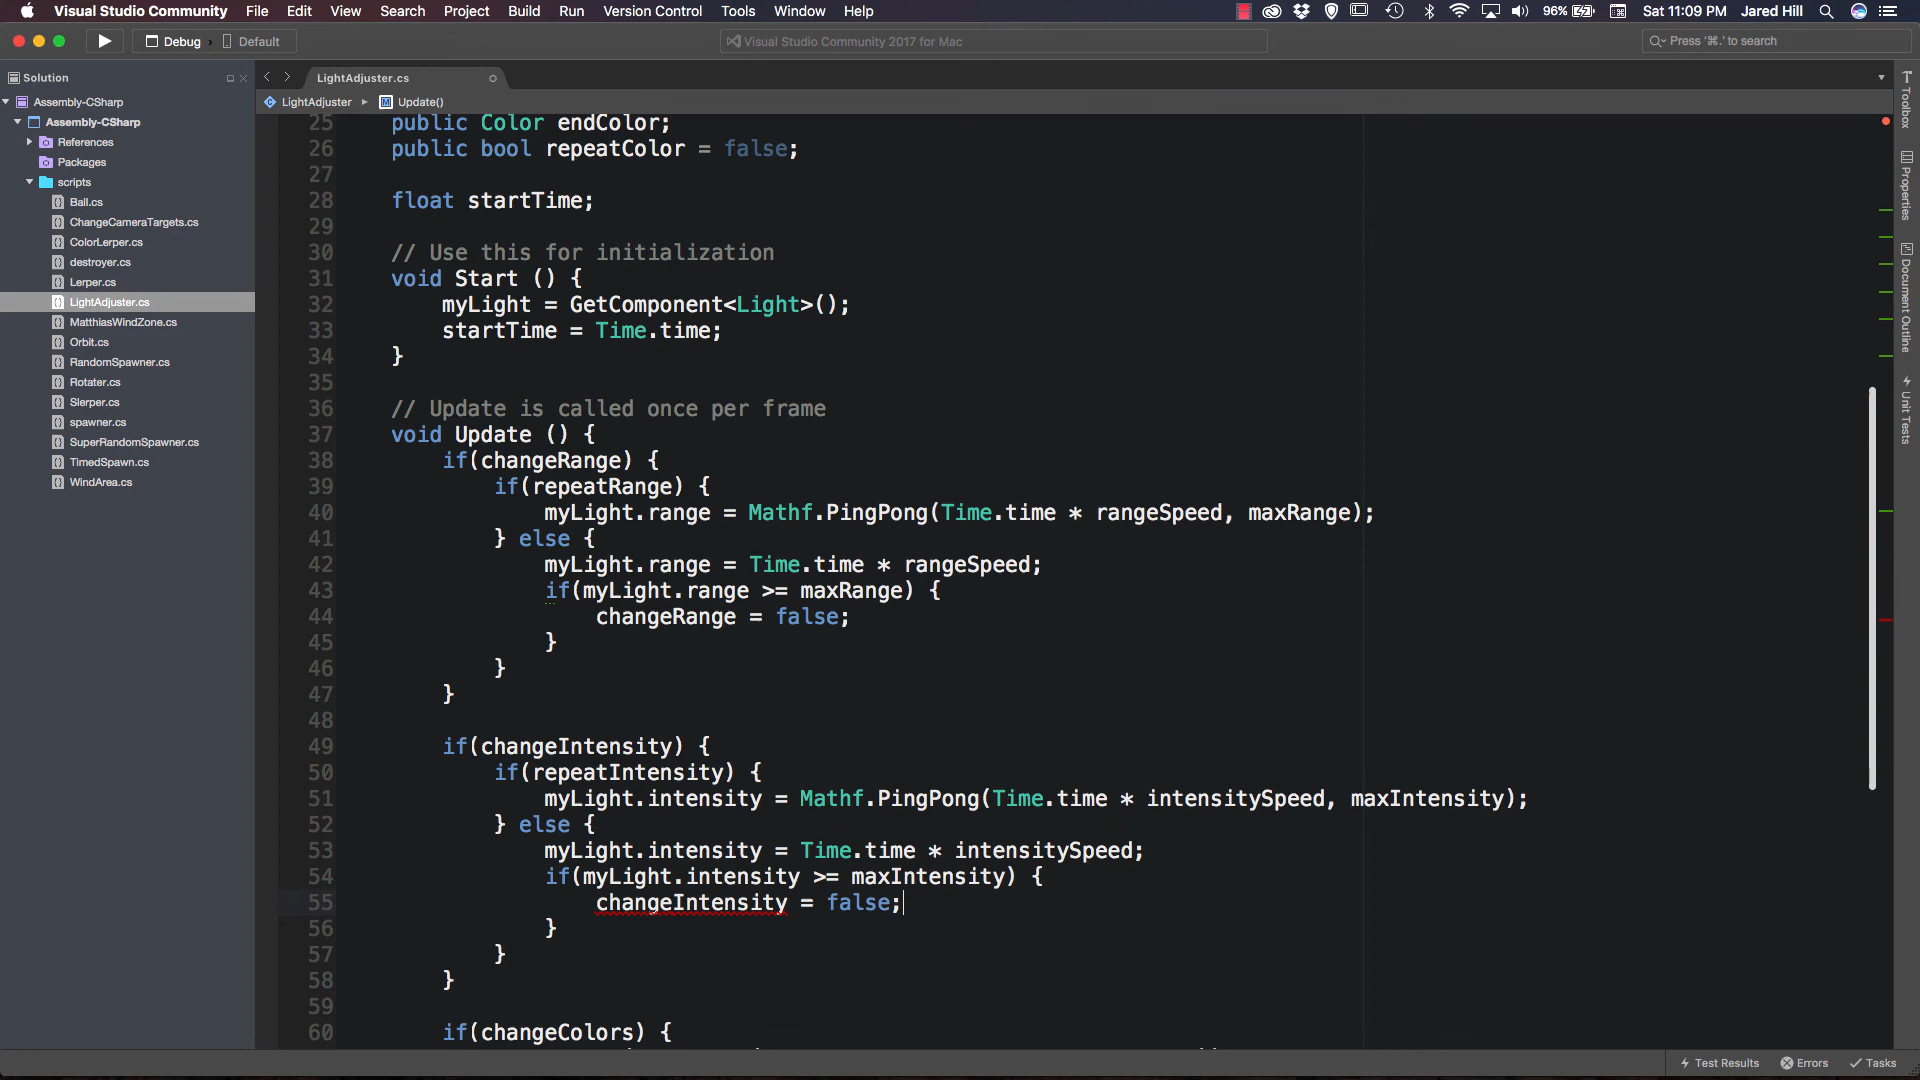 Visual Studio Community File Edit View Search Project Build Run Version Control Tools Window Help 96% Sat 11:09 PM Jared Hill
Debug › Default Visual Studio Community 2017 for Mac Press ‘⌘.’ to search
Solution
LightAdjuster.cs
LightAdjuster ▸ M Update()
Assembly-CSharp
Assembly-CSharp
References
Packages
scripts
Ball.cs
ChangeCameraTargets.cs
ColorLerper.cs
destroyer.cs
Lerper.cs
LightAdjuster.cs
MatthiasWindZone.cs
Orbit.cs
RandomSpawner.cs
Rotater.cs
Slerper.cs
spawner.cs
SuperRandomSpawner.cs
TimedSpawn.cs
WindArea.cs
25 public Color endColor;
26 public bool repeatColor = false;
27
28 float startTime;
29
30 // Use this for initialization
31 void Start () {
32 myLight = GetComponent<Light>();
33 startTime = Time.time;
34 }
35
36 // Update is called once per frame
37 void Update () {
38 if(changeRange) {
39 if(repeatRange) {
40 myLight.range = Mathf.PingPong(Time.time * rangeSpeed, maxRange);
41 } else {
42 myLight.range = Time.time * rangeSpeed;
43 if(myLight.range >= maxRange) {
44 changeRange = false;
45 }
46 }
47 }
48
49 if(changeIntensity) {
50 if(repeatIntensity) {
51 myLight.intensity = Mathf.PingPong(Time.time * intensitySpeed, maxIntensity);
52 } else {
53 myLight.intensity = Time.time * intensitySpeed;
54 if(myLight.intensity >= maxIntensity) {
55 changeIntensity = false;
56 }
57 }
58 }
59
60 if(changeColors) {
Toolbox
Properties
Document Outline
Unit Tests
Test Results Errors Tasks